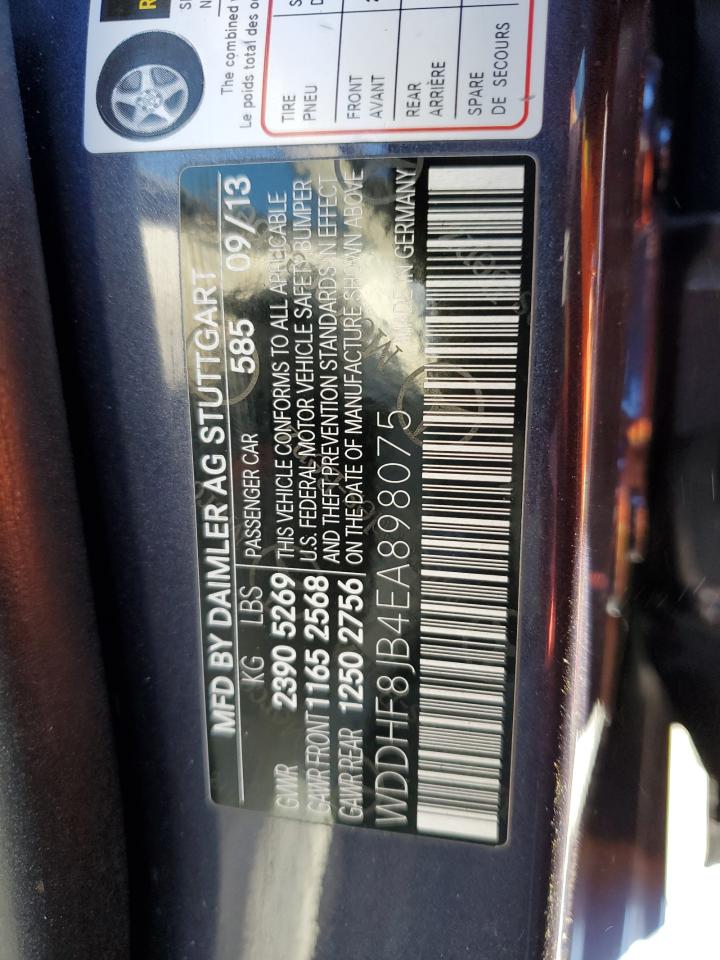 The combined
Le poids total des
TIRE
PNEU
FRONT
AVANT
REAR
ARRIÈRE
SPARE
DE SECOURS
MFD BY DAIMLER AG STUTTGART
KG LBS PASSENGER CAR 585 09/13
GVWR 2390 5269 THIS VEHICLE CONFORMS TO ALL APPLICABLE
GAWR FRONT 1165 2568 U.S. FEDERAL MOTOR VEHICLE SAFETY BUMPER
AND THEFT PREVENTION STANDARDS IN EFFECT
GAWR REAR 1250 2756 ON THE DATE OF MANUFACTURE SHOWN ABOVE
WDDHF8JB4EA898075 MADE IN GERMANY